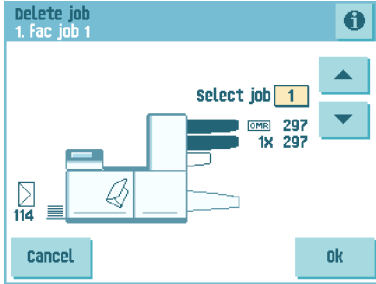 Delete job
1. Fac job 1
Select job 1
OMR 297
1X 297
114
Cancel
Ok